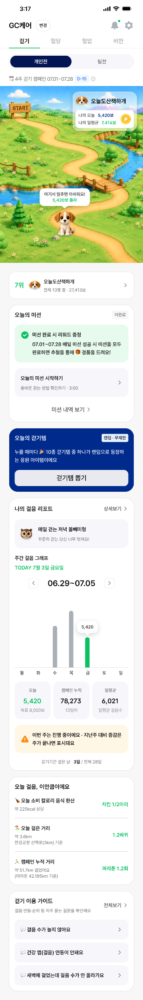 3:17
GC케어
변경
걷기
혈당
혈압
비만
개인전
팀전
4주 걷기 캠페인 07.01~07.28 D-15
START
오늘도산책하개
나의 오늘 5,420보
나의 일평균 7,416보
P
여기서 멈추면 아쉬워요!
5,420보 돌파
7위
오늘도산책하개
전체 13명 중 · 27,413보
오늘의 미션
미완료
미션 완료 시 리워드 증정
07.01~07.28 매일 미션 성공 시 미션을 모두
완료하면 추첨을 통해 🎁 경품을 드려요!
오늘의 미션 시작하기
올바른 걷는 방법 확인하기 · 3:00
미션 내역 보기
오늘의 걷기템
랜덤 · 무제한
누를 때마다 🎉 10종 걷기템 중 하나가 랜덤으로 등장하
는 응원 아이템이에요
걷기템 뽑기
나의 걸음 리포트
상세보기
매일 걷는 저녁 올빼미형
꾸준히 걷는 당신 너무 멋져요!
주간 걸음 그래프
TODAY 7월 3일 금요일
06.29~07.05
5,420
월 화 수 목 금 토 일
오늘
5,420
목표 8,000보
캠페인 누적
78,273
13일차
일평균
6,021
일평균 걸음수
이번 주는 진행 중이에요 · 지난주 대비 증감은
주가 끝나면 표시돼요
걷기기간 걸은 날 · 3일 / 전체 28일
오늘 걸음, 이만큼이에요
🍗 오늘 소비 칼로리 음식 환산
약 225kcal 상당
치킨 1/2마리
🏖️ 오늘 걸은 거리
약 3.6km
한강공원 산책로(3km) 기준
1.2바퀴
캠페인 누적 거리
약 51.7km 걸었어요
(마라톤 42.195km 기준)
마라톤 1.2회
걷기 이용 가이드
걸음·연동·순위 등 자주 묻는 질문을 확인해요
전체보기
💬 걸음 수가 늘지 않아요
💬 건강 앱(걸음) 연동이 안돼요
💬 새벽에 걸었는데 걸음 수가 안 올라가요